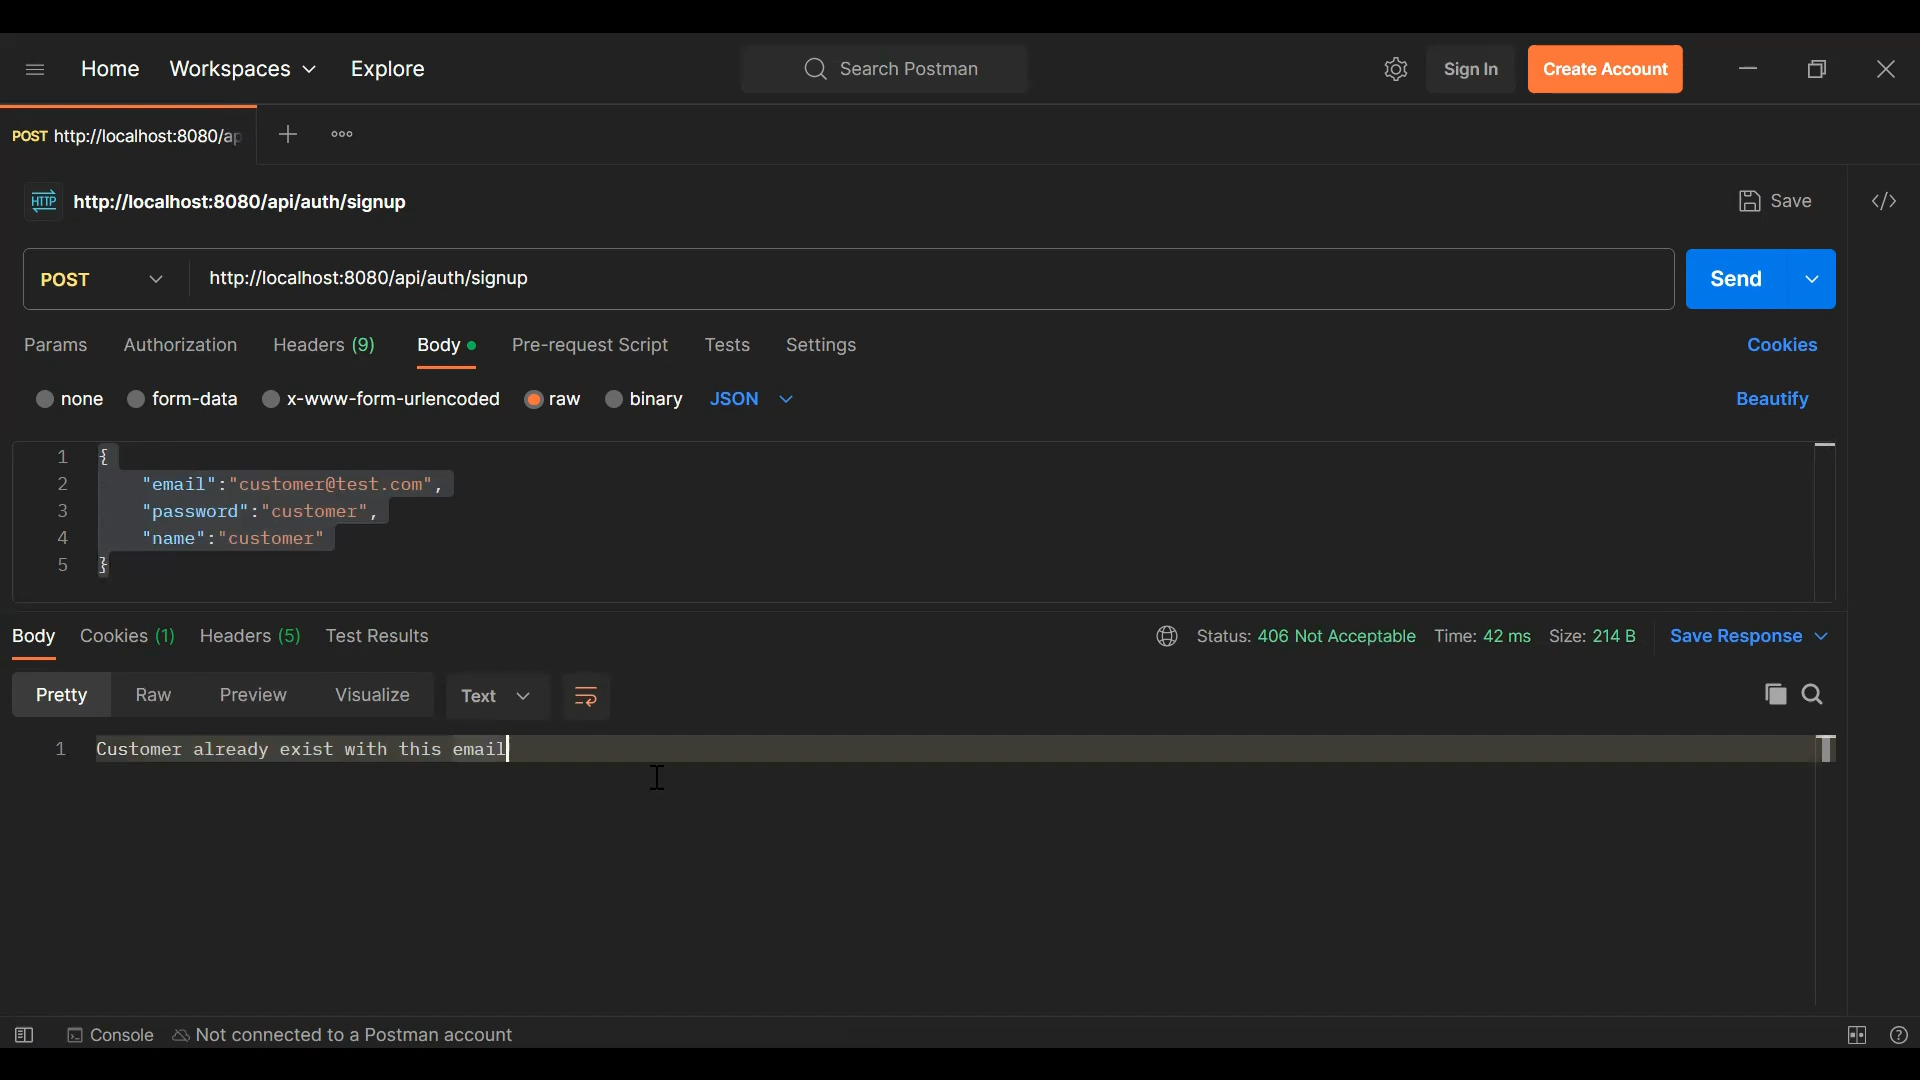 Home Workspaces Explore Search Postman Sign In Create Account
POST http://localhost:8080/ap
HTTP http://localhost:8080/api/auth/signup Save
POST http://localhost:8080/api/auth/signup Send
Params Authorization Headers (9) Body Pre-request Script Tests Settings Cookies
none form-data x-www-form-urlencoded raw binary JSON Beautify
1 {
2 "email":"customer@test.com",
3 "password":"customer",
4 "name":"customer"
5 }
Body Cookies (1) Headers (5) Test Results Status: 406 Not Acceptable Time: 42 ms Size: 214 B Save Response
Pretty Raw Preview Visualize Text
1 Customer already exist with this email
Console Not connected to a Postman account